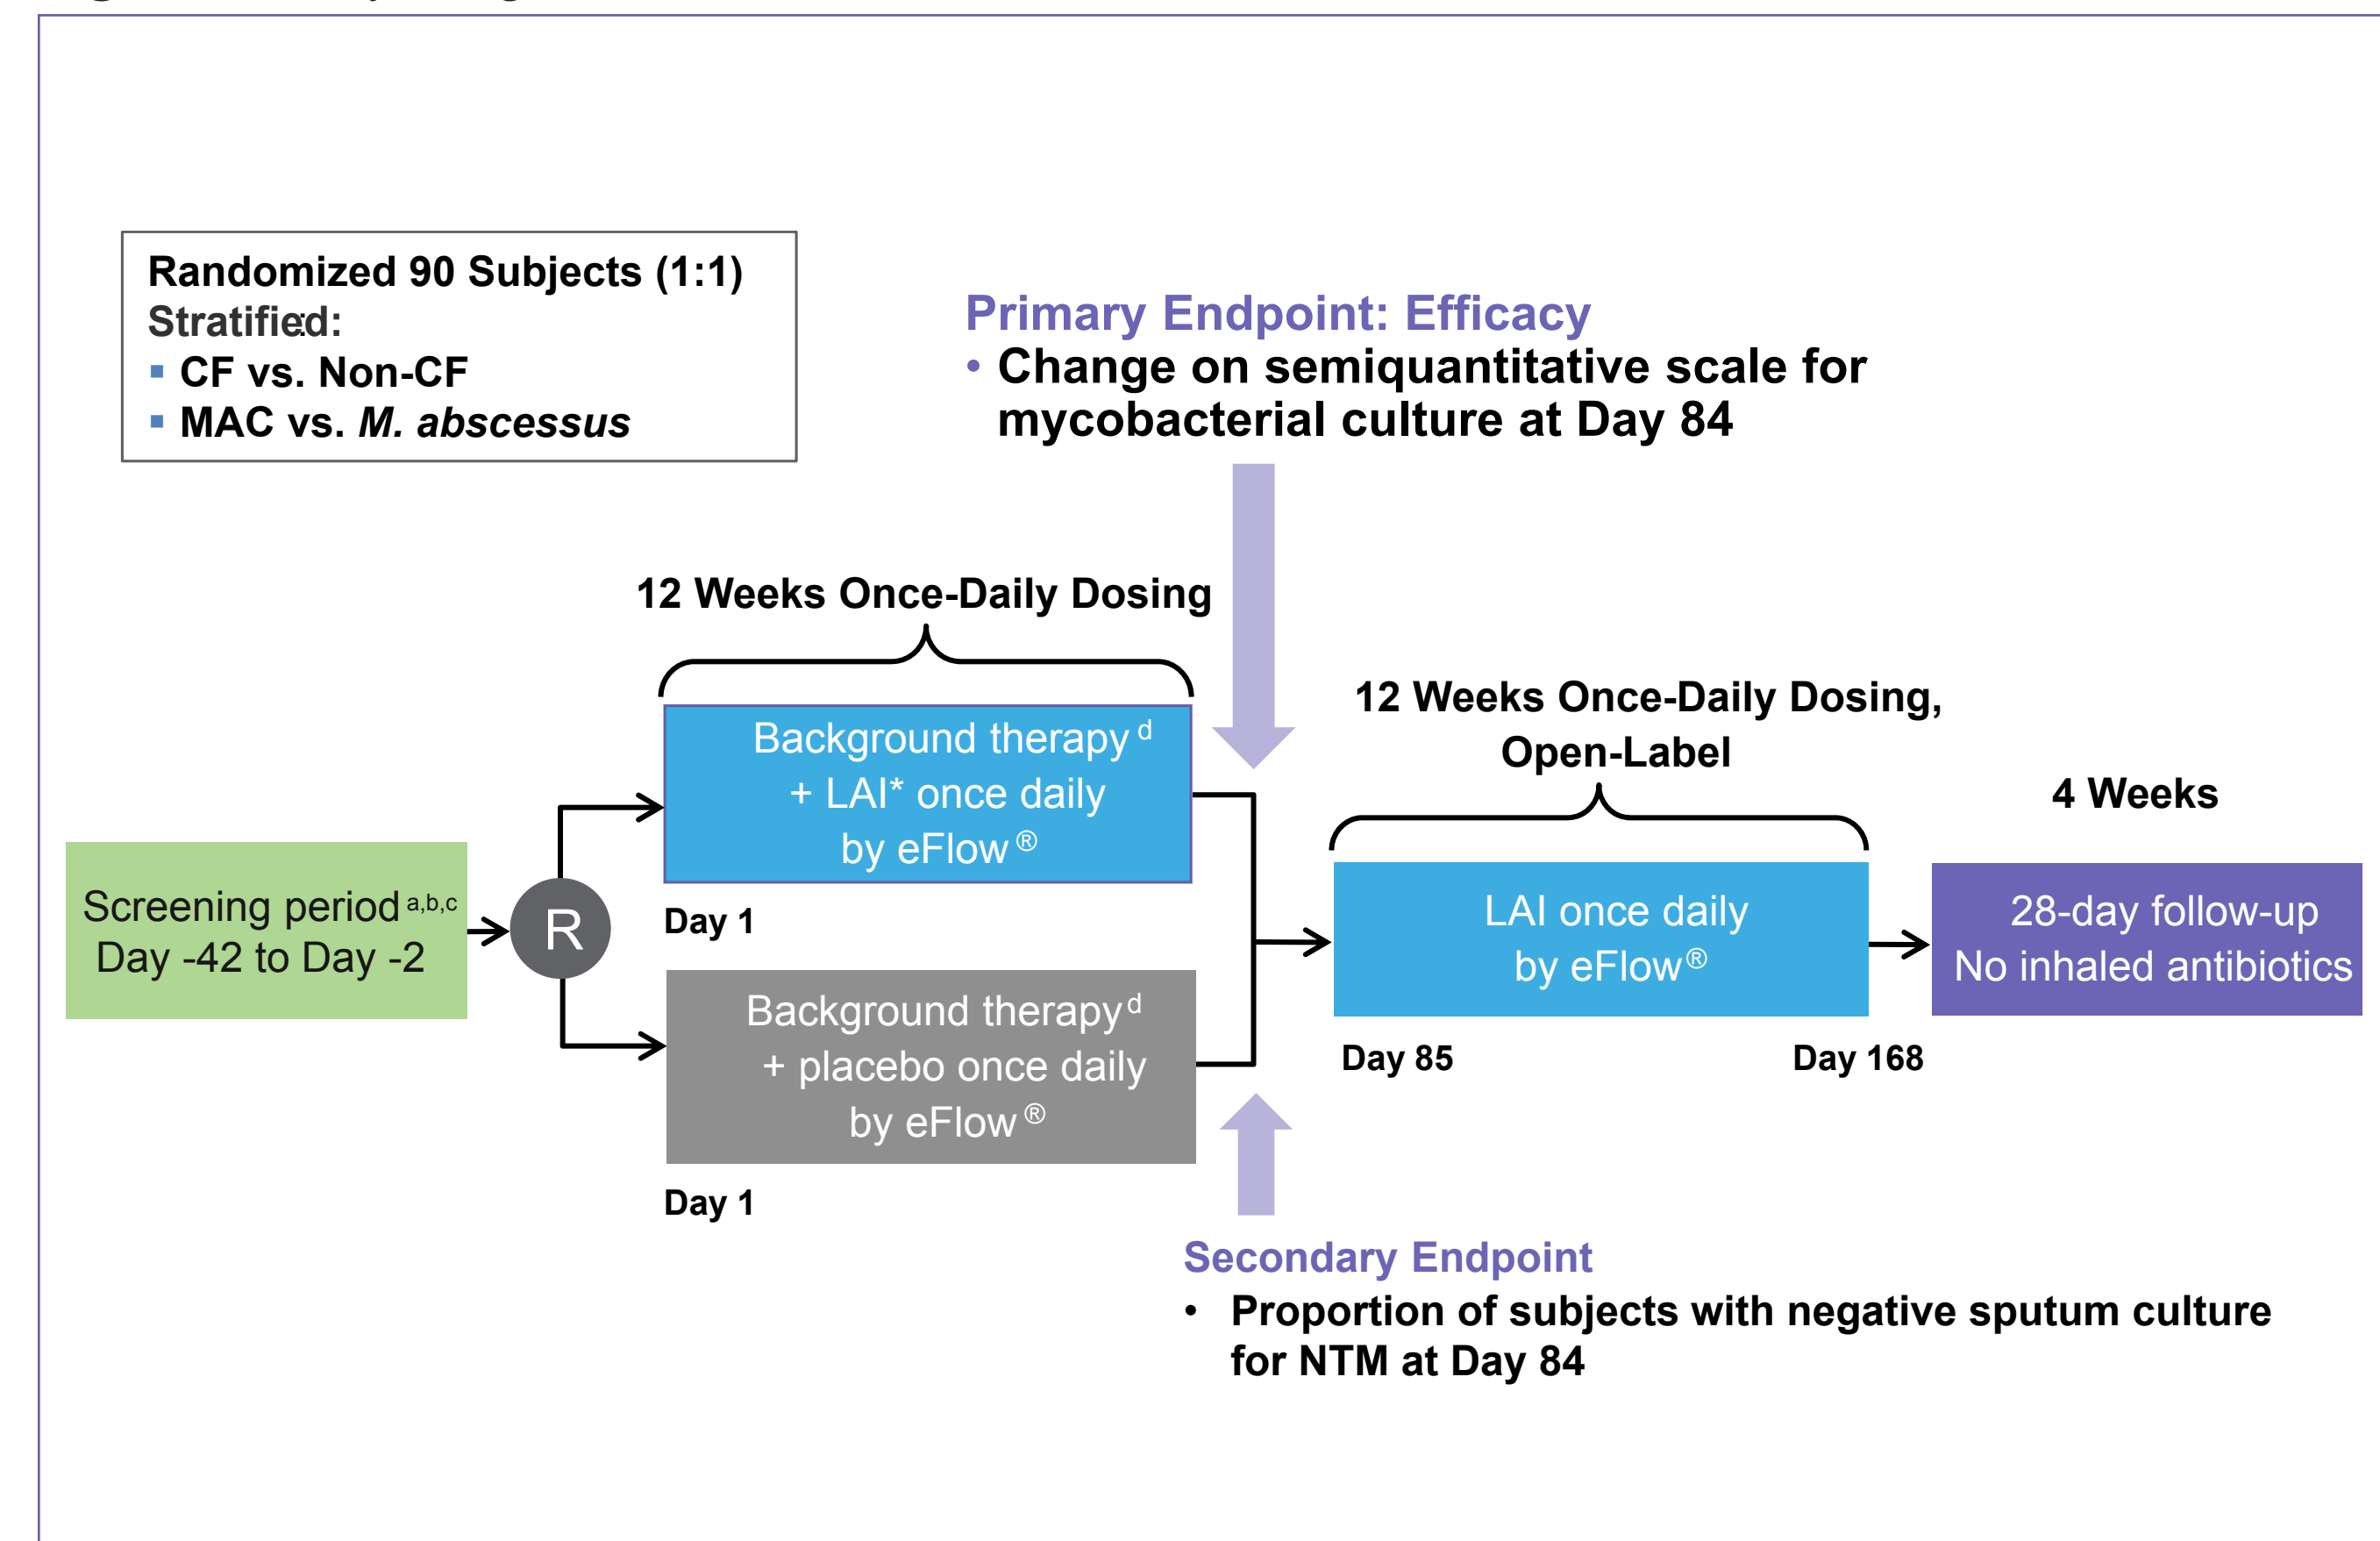 Randomized 90 Subjects (1:1)
Stratified:
▪ CF vs. Non-CF
▪ MAC vs. M. abscessus
Primary Endpoint: Efficacy
• Change on semiquantitative scale for
mycobacterial culture at Day 84
12 Weeks Once-Daily Dosing
12 Weeks Once-Daily Dosing,
Open-Label
4 Weeks
Screening period a,b,c
Day -42 to Day -2
R
Background therapy d
+ LAI* once daily
by eFlow ®
Day 1
Background therapy d
+ placebo once daily
by eFlow ®
Day 1
LAI once daily
by eFlow®
Day 85
Day 168
28-day follow-up
No inhaled antibiotics
Secondary Endpoint
• Proportion of subjects with negative sputum culture
for NTM at Day 84